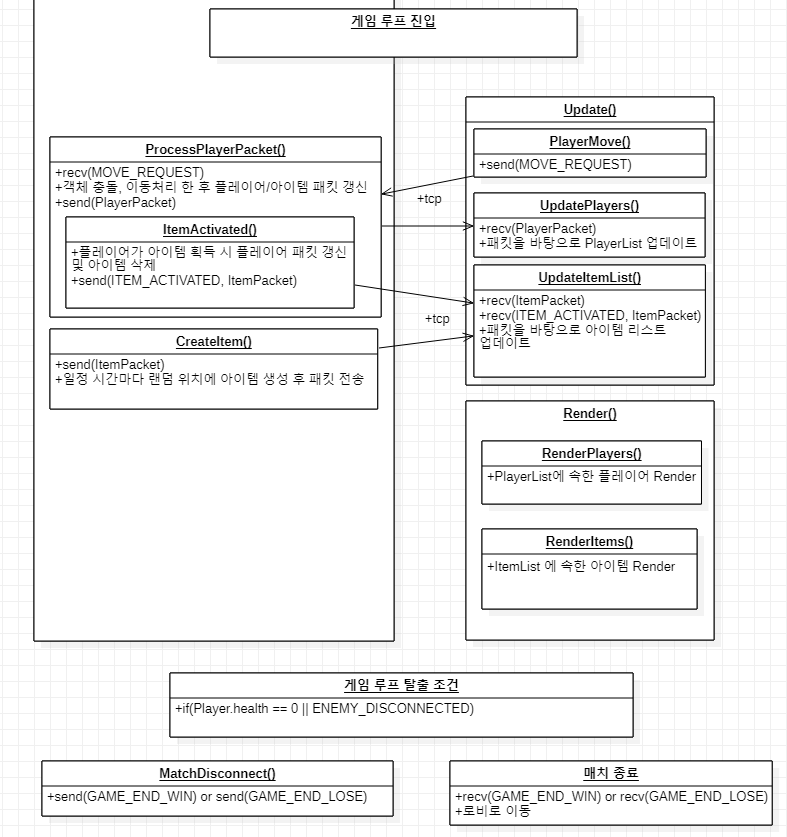 게임 루프 진입
ProcessPlayerPacket()
+recv(MOVE_REQUEST)
+객체 충돌, 이동처리 한 후 플레이어/아이템 패킷 갱신
+send(PlayerPacket)
ItemActivated()
+플레이어가 아이템 획득 시 플레이어 패킷 갱신
및 아이템 삭제
+send(ITEM_ACTIVATED, ItemPacket)
CreateItem()
+send(ItemPacket)
+일정 시간마다 랜덤 위치에 아이템 생성 후 패킷 전송
+tcp
+tcp
Update()
PlayerMove()
+send(MOVE_REQUEST)
UpdatePlayers()
+recv(PlayerPacket)
+패킷을 바탕으로 PlayerList 업데이트
UpdateItemList()
+recv(ItemPacket)
+recv(ITEM_ACTIVATED, ItemPacket)
+패킷을 바탕으로 아이템 리스트
업데이트
Render()
RenderPlayers()
+PlayerList에 속한 플레이어 Render
RenderItems()
+ItemList 에 속한 아이템 Render
게임 루프 탈출 조건
+if(Player.health == 0 || ENEMY_DISCONNECTED)
MatchDisconnect()
+send(GAME_END_WIN) or send(GAME_END_LOSE)
매치 종료
+recv(GAME_END_WIN) or recv(GAME_END_LOSE)
+로비로 이동